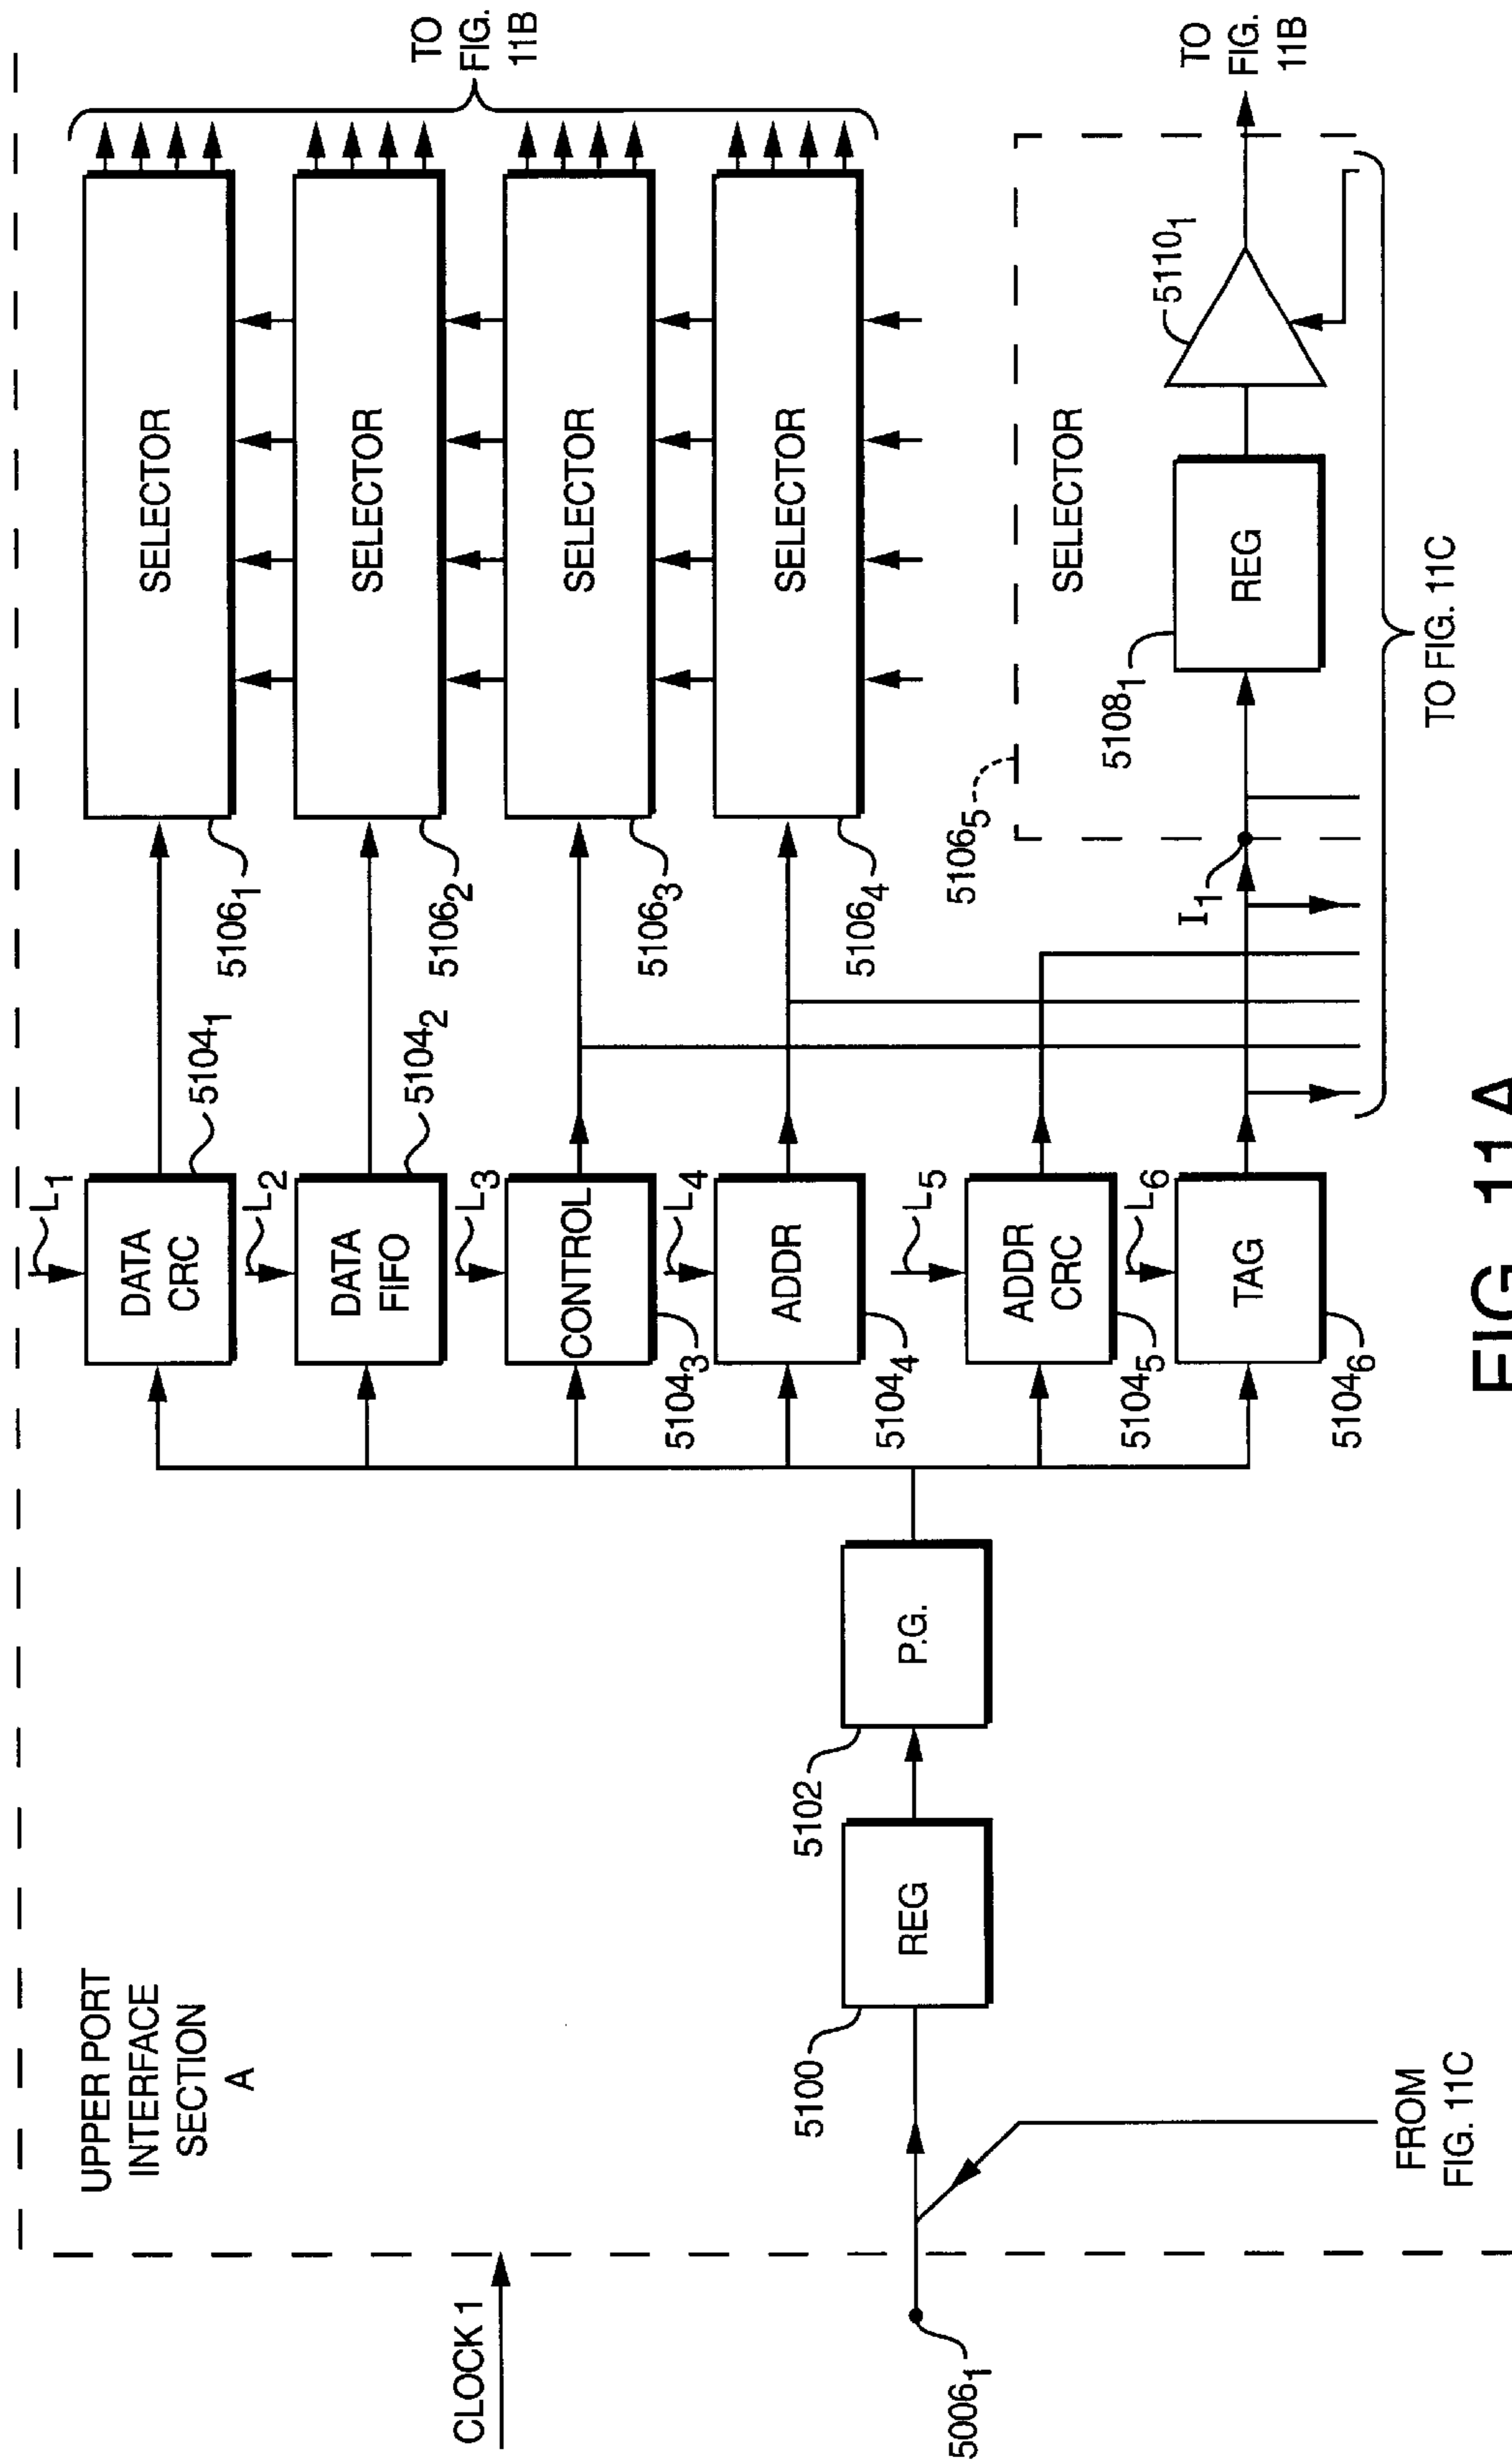 UPPER PORT
INTERFACE
SECTION
A
CLOCK 1
5006₁
FROM
FIG. 11C
5100
REG
5102
P.G.
L₁
DATA
CRC
5104₁
L₂
DATA
FIFO
5104₂
L₃
CONTROL
5104₃
L₄
ADDR
5104₄
L₅
ADDR
CRC
5104₅
L₆
TAG
5104₆
SELECTOR
5106₁
SELECTOR
5106₂
SELECTOR
5106₃
SELECTOR
5106₄
TO
FIG.
11B
5106₅
SELECTOR
I₁
5108₁
REG
5110₁
TO
FIG.
11B
TO FIG. 11C
FIG. 11A